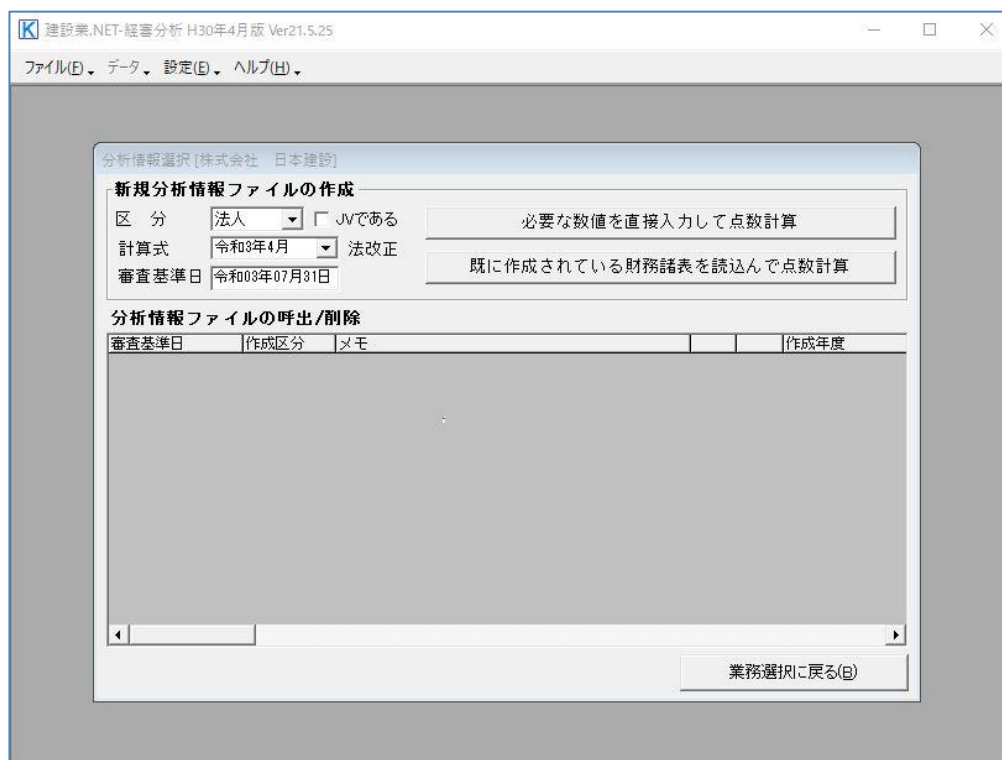 建設業.NET-経審分析 H30年4月版 Ver21.5.25
ファイル(F) データ 設定(E) ヘルプ(H)
分析情報選択 [株式会社 日本建設]
新規分析情報ファイルの作成
区 分 法人 JVである
必要な数値を直接入力して点数計算
計算式 令和3年4月 法改正
既に作成されている財務諸表を読込んで点数計算
審査基準日 令和03年07月31日
分析情報ファイルの呼出/削除
審査基準日 作成区分 メモ 作成年度
業務選択に戻る(B)